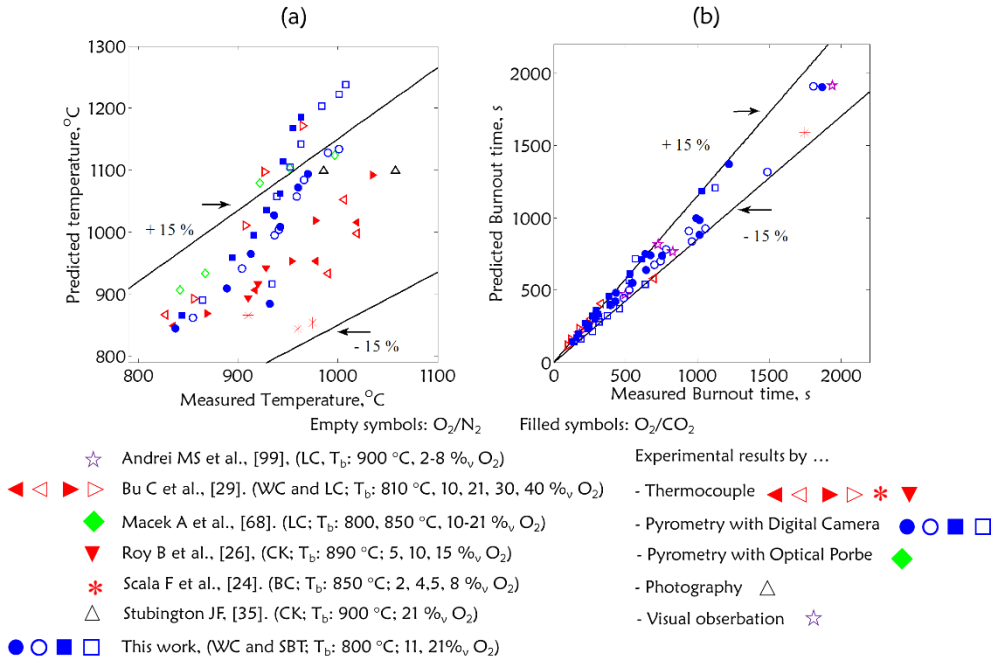 (a)
1300
1200
1100
1000
900
800
800
900
1000
1100
Predicted temperature,°C
Measured Temperature,°C
+ 15 %
- 15 %
(b)
2000
1500
1000
500
0
0
500
1000
1500
2000
Predicted Burnout time, s
Measured Burnout time, s
+ 15 %
- 15 %
Empty symbols: O₂/N₂ Filled symbols: O₂/CO₂
Andrei MS et al., [99], (LC, Tb: 900 °C, 2-8 %v O₂)
Bu C et al., [29]. (WC and LC; Tb: 810 °C, 10, 21, 30, 40 %v O₂)
Macek A et al., [68]. (LC; Tb: 800, 850 °C, 10-21 %v O₂)
Roy B et al., [26], (CK; Tb: 890 °C; 5, 10, 15 %v O₂)
Scala F et al., [24]. (BC; Tb: 850 °C; 2, 4,5, 8 %v O₂)
Stubington JF, [35]. (CK; Tb: 900 °C; 21 %v O₂)
This work, (WC and SBT; Tb: 800 °C; 11, 21%v O₂)
Experimental results by ...
- Thermocouple
- Pyrometry with Digital Camera
- Pyrometry with Optical Porbe
- Photography
- Visual obserbation